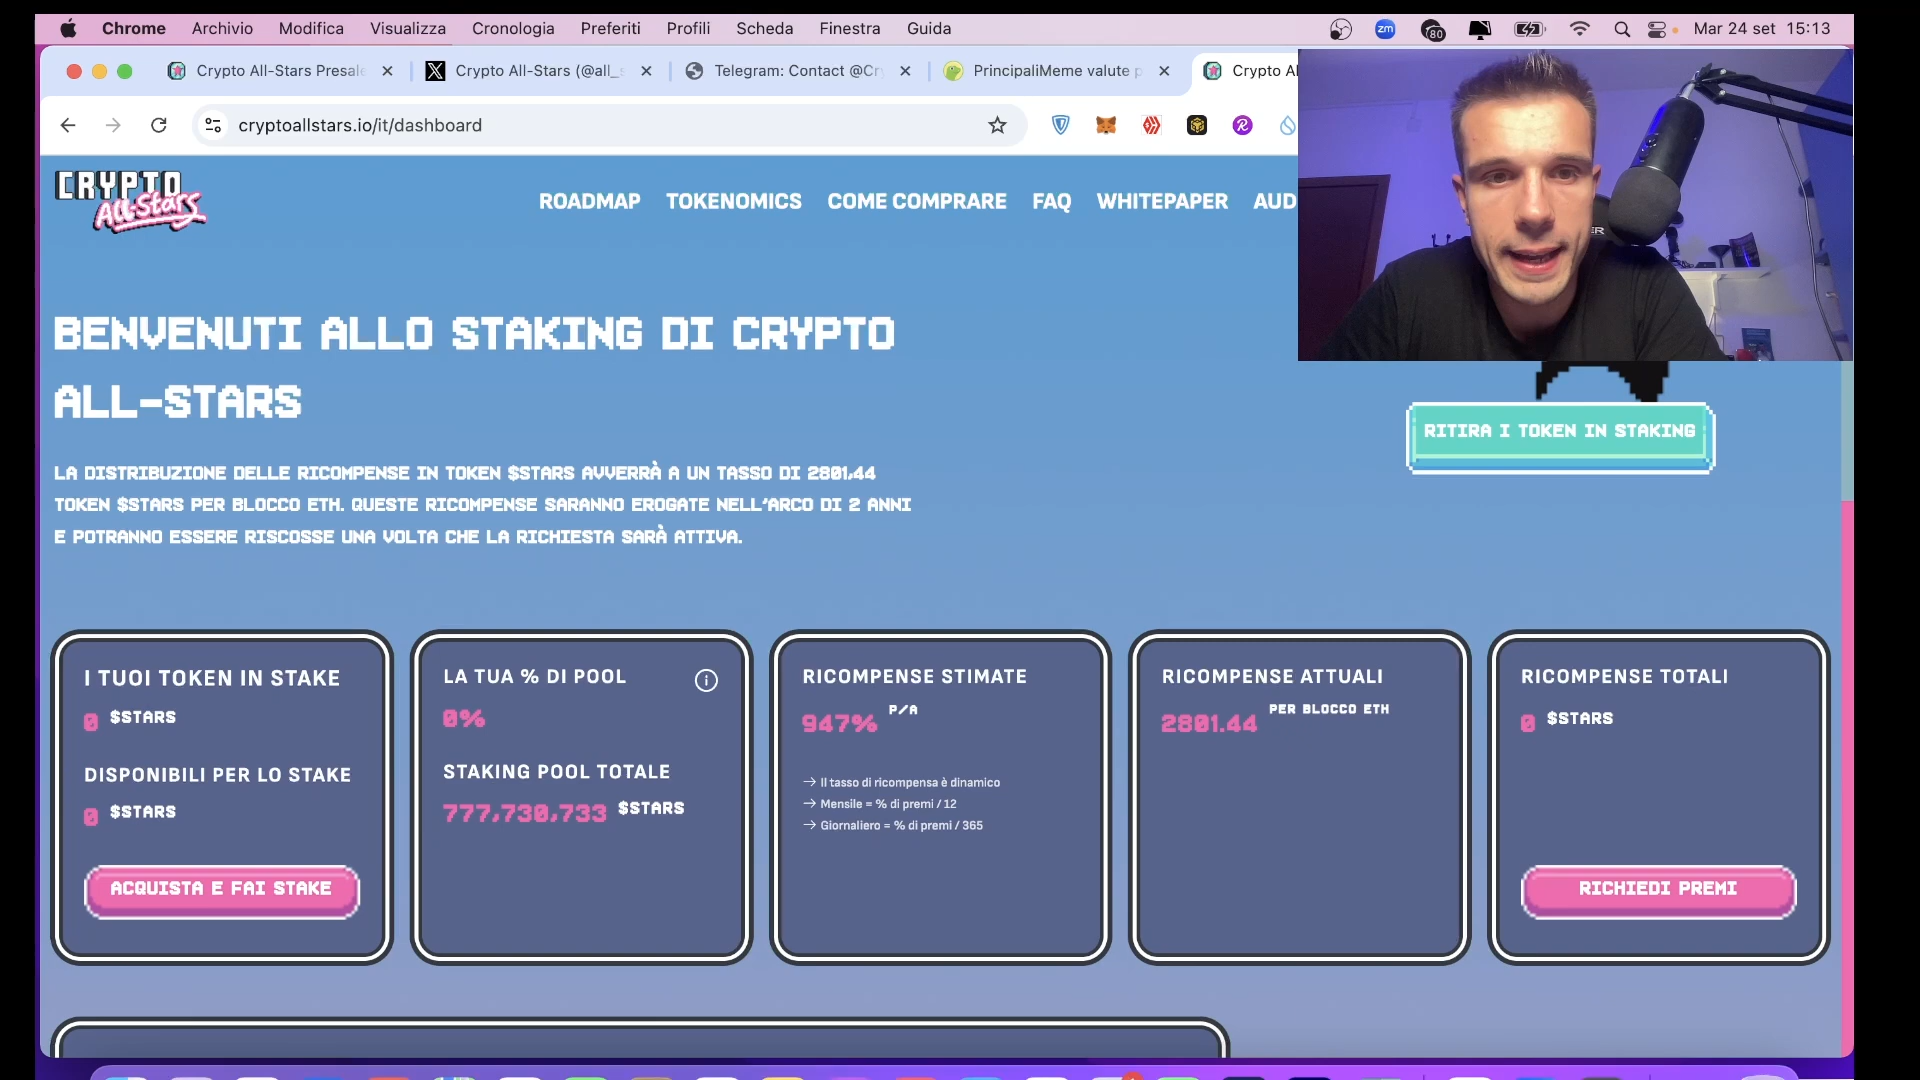 Chrome Archivio Modifica Visualizza Cronologia Preferiti Profili Scheda Finestra Guida zm 80 Mar 24 set 15:13
Crypto All-Stars Presale Crypto All-Stars (@all_s Telegram: Contact @Cry PrincipaliMeme valute p Crypto Al
cryptoallstars.io/it/dashboard
CRYPTO
All-Stars
ROADMAP TOKENOMICS COME COMPRARE FAQ WHITEPAPER AUD
BENVENUTI ALLO STAKING DI CRYPTO
ALL-STARS
RITIRA I TOKEN IN STAKING
LA DISTRIBUZIONE DELLE RICOMPENSE IN TOKEN $STARS AVVERRÀ A UN TASSO DI 2801,44
TOKEN $STARS PER BLOCCO ETH. QUESTE RICOMPENSE SARANNO EROGATE NELL'ARCO DI 2 ANNI
E POTRANNO ESSERE RISCOSSE UNA VOLTA CHE LA RICHIESTA SARÀ ATTIVA.
I TUOI TOKEN IN STAKE
0 $STARS
DISPONIBILI PER LO STAKE
0 $STARS
ACQUISTA E FAI STAKE
LA TUA % DI POOL
0%
STAKING POOL TOTALE
777,730,733 $STARS
RICOMPENSE STIMATE
947% P/A
→ Il tasso di ricompensa è dinamico
→ Mensile = % di premi / 12
→ Giornaliero = % di premi / 365
RICOMPENSE ATTUALI
2801.44 PER BLOCCO ETH
RICOMPENSE TOTALI
0 $STARS
RICHIEDI PREMI